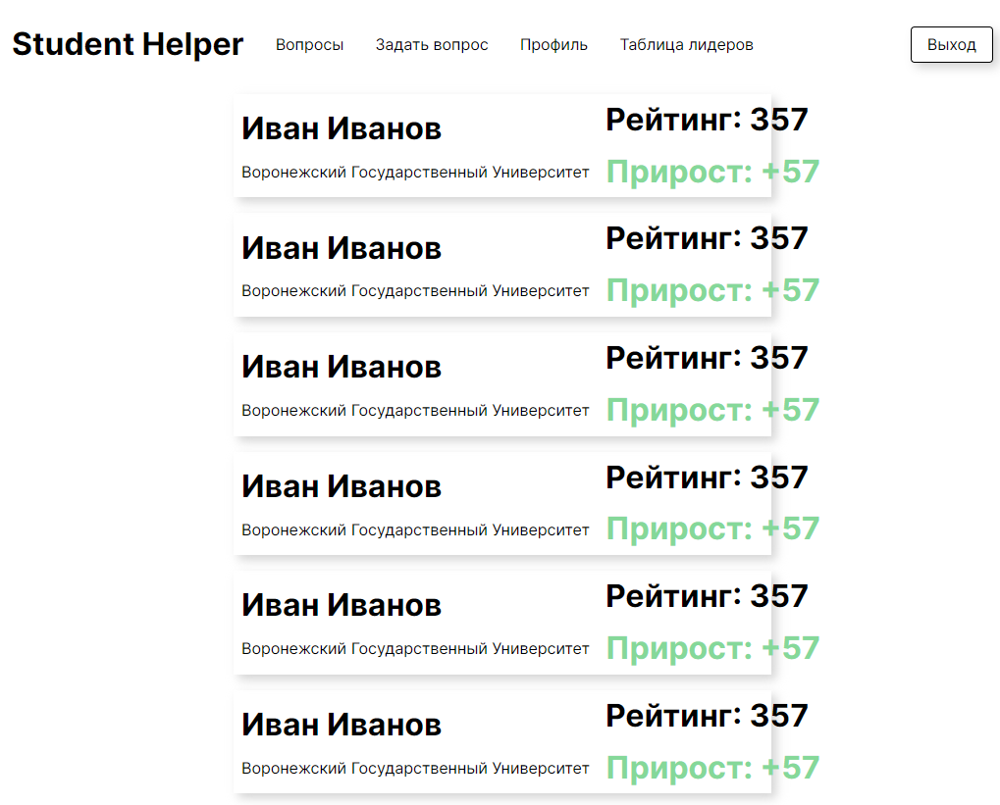 Student Helper Вопросы Задать вопрос Профиль Таблица лидеров Выход
Иван Иванов
Воронежский Государственный Университет
Рейтинг: 357
Прирост: +57
Иван Иванов
Воронежский Государственный Университет
Рейтинг: 357
Прирост: +57
Иван Иванов
Воронежский Государственный Университет
Рейтинг: 357
Прирост: +57
Иван Иванов
Воронежский Государственный Университет
Рейтинг: 357
Прирост: +57
Иван Иванов
Воронежский Государственный Университет
Рейтинг: 357
Прирост: +57
Иван Иванов
Воронежский Государственный Университет
Рейтинг: 357
Прирост: +57